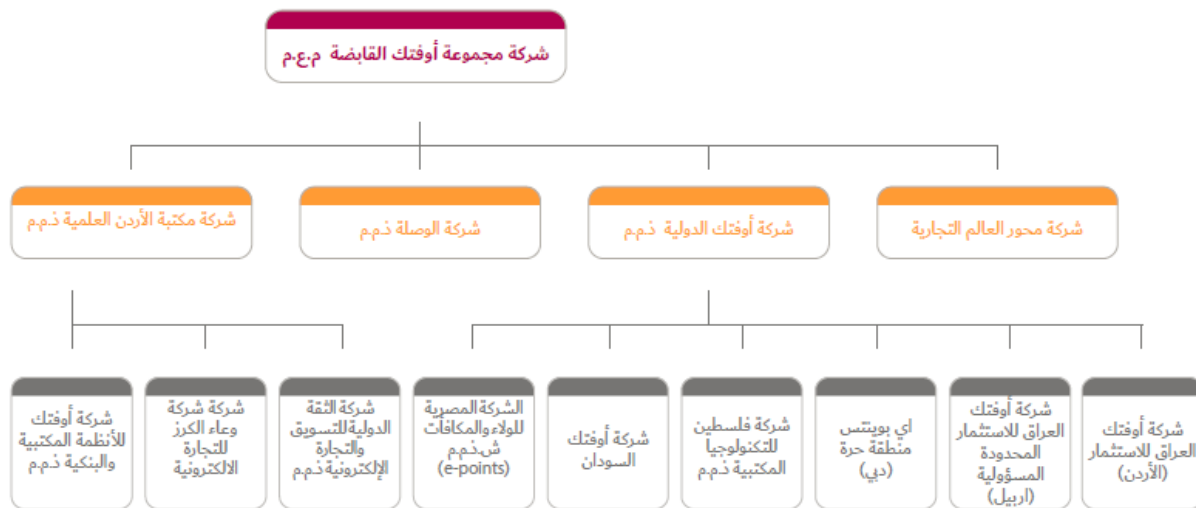 شركة مجموعة أوفتك القابضة م.ع.م
شركة محور العالم التجارية
شركة أوفتك الدولية ذ.م.م
شركة الوصلة ذ.م.م
شركة مكتبة الأردن العلمية ذ.م.م
شركة أوفتك
العراق للاستثمار
(الأردن)
شركة أوفتك
العراق للاستثمار
المحدودة
المسؤولية
(اربيل)
اي بوينتس
منطقة حرة
(دبي)
شركة فلسطين
للتكنولوجيا
المكتبية ذ.م.م
شركة أوفتك
السودان
الشركة المصرية
للولاء والمكافآت
ش.ذ.م.م
(e-points)
شركة الثقة
الدولية للتسويق
والتجارة
الإلكترونية ذ.م.م
شركة شركة
وعاء الكرز
للتجارة
الالكترونية
شركة أوفتك
للأنظمة المكتبية
والبنكية ذ.م.م